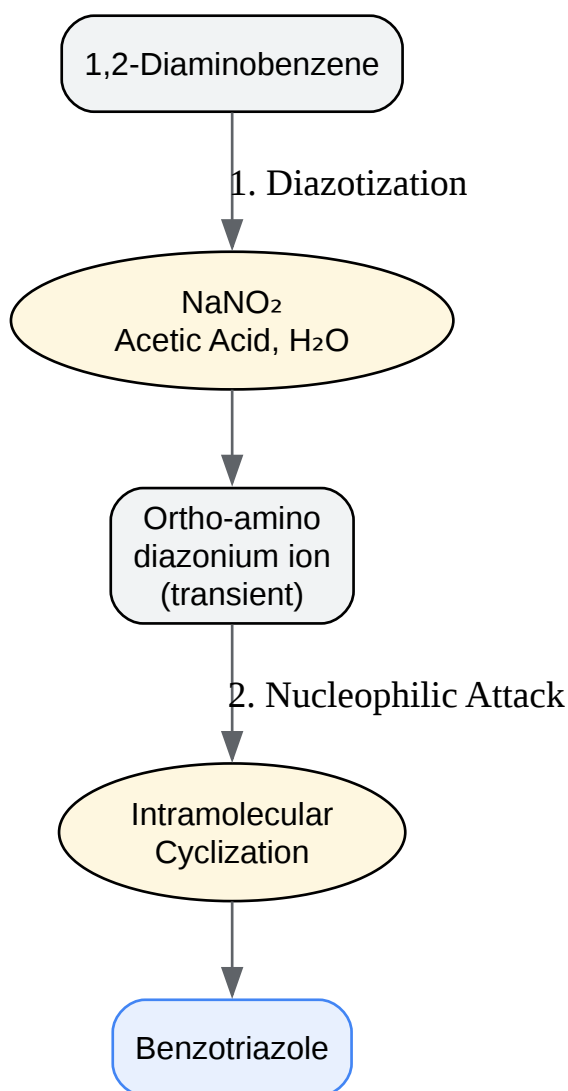 1,2-Diaminobenzene
1. Diazotization
NaNO₂
Acetic Acid, H₂O
Ortho-amino
diazonium ion
(transient)
2. Nucleophilic Attack
Intramolecular
Cyclization
Benzotriazole